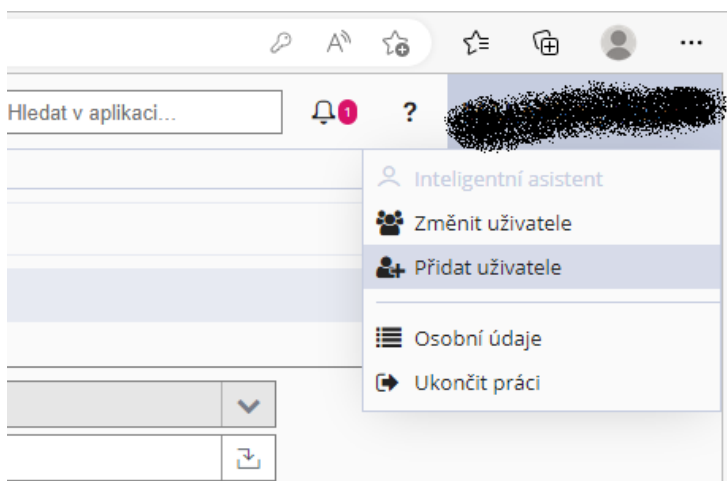 Hledat v aplikaci...
1
?
Inteligentní asistent
Změnit uživatele
Přidat uživatele
Osobní údaje
Ukončit práci